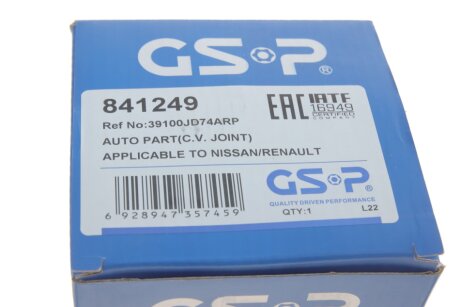 GSP®
841249
Ref No:39100JD74ARP
AUTO PART(C.V. JOINT)
APPLICABLE TO NISSAN/RENAULT
EAC
IATF
16949
CERTIFIED
COMPANY
6 928947 357459
GSP®
QUALITY DRIVEN PERFORMANCE
QTY:1
L22